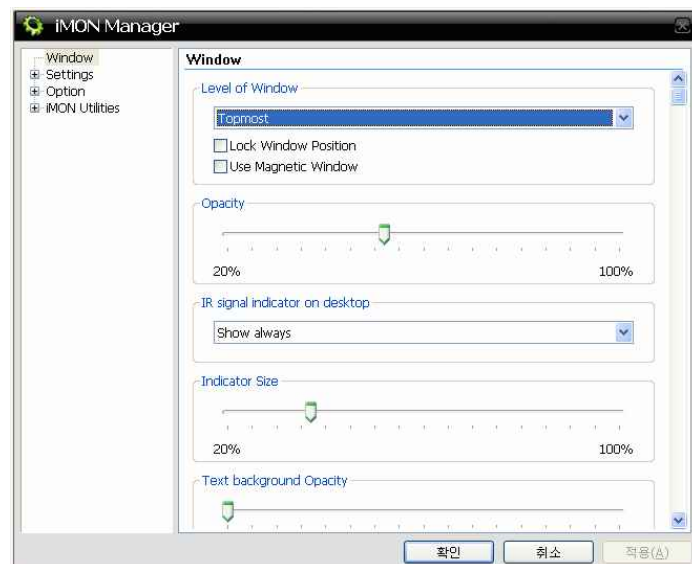 iMON Manager
Window
Settings
Option
iMON Utilities
Window
Level of Window
Topmost
Lock Window Position
Use Magnetic Window
Opacity
20% 100%
IR signal indicator on desktop
Show always
Indicator Size
20% 100%
Text background Opacity
확인 취소 적용(A)